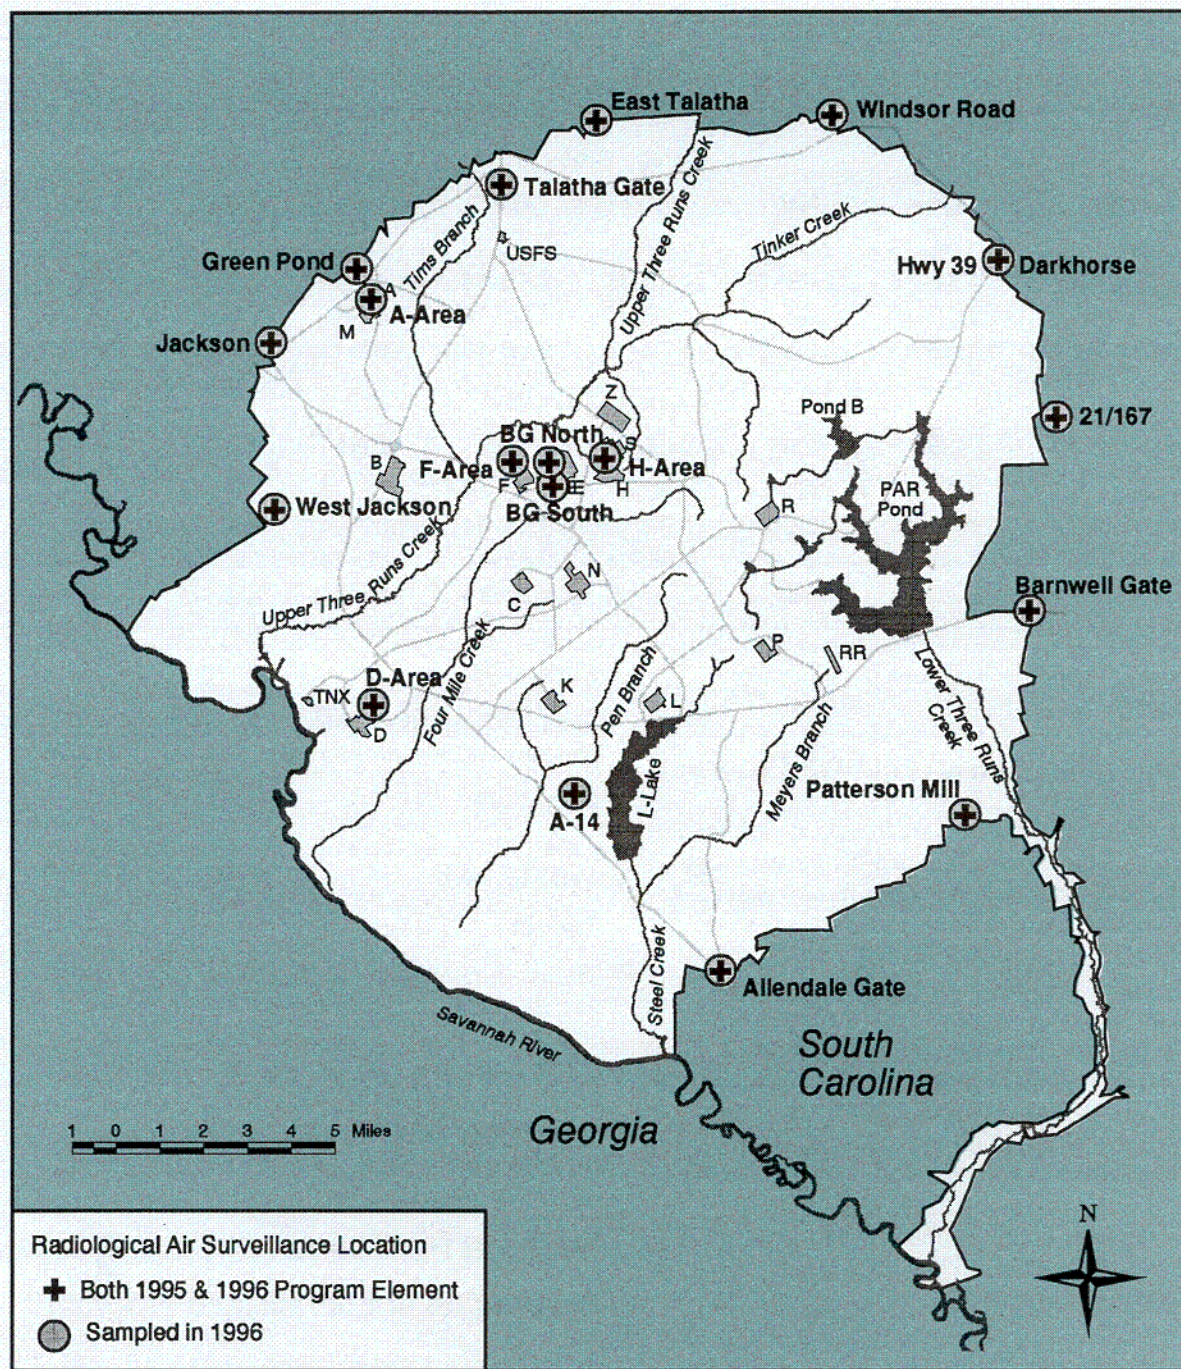 East Talatha
Windsor Road
Talatha Gate
Upper Three Runs Creek
Tims Branch
Tinker Creek
USFS
Green Pond
Hwy 39
Darkhorse
A
A-Area
M
Jackson
Z
Pond B
21/167
BG North
S
F-Area
H-Area
B
F
E
H
PAR
Pond
West Jackson
BG South
R
Upper Three Runs Creek
N
C
Barnwell Gate
Four Mile Creek
P
RR
D-Area
TNX
K
Pen Branch
L
Lower Three Runs
Creek
D
Meyers Branch
L-Lake
Patterson Mill
A-14
Steel Creek
Allendale Gate
Savannah River
South
Carolina
Georgia
1 0 1 2 3 4 5 Miles
N
Radiological Air Surveillance Location
Both 1995 & 1996 Program Element
Sampled in 1996